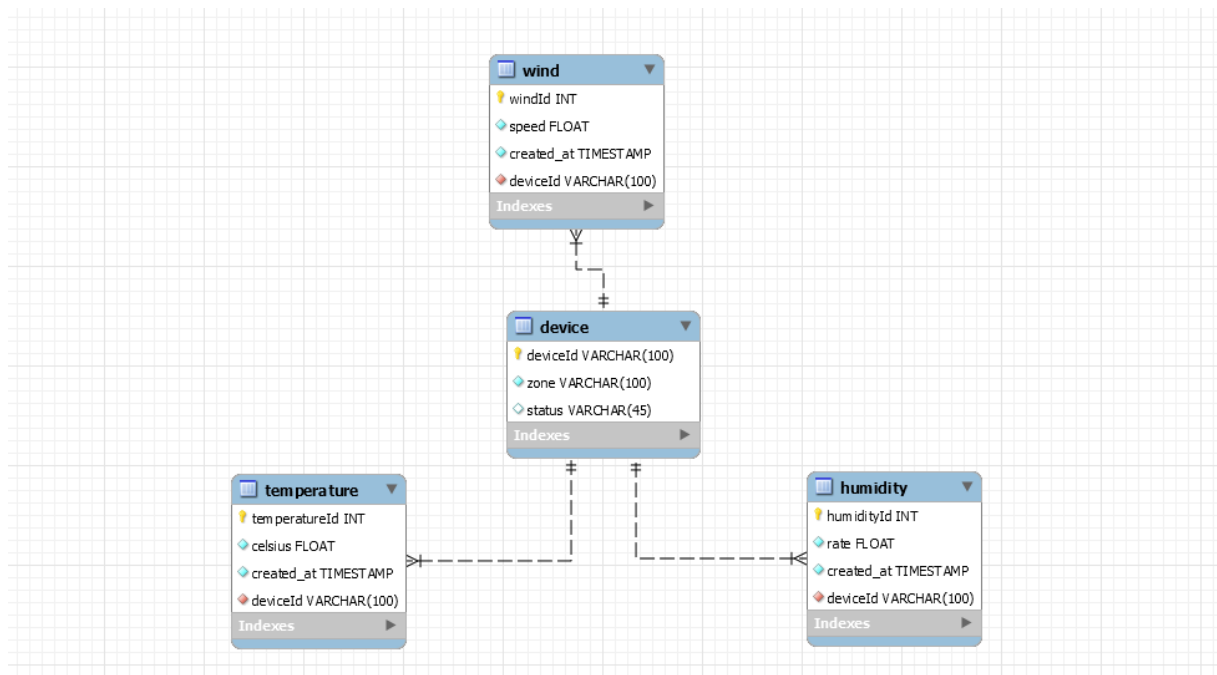 wind
windId INT
speed FLOAT
created_at TIMESTAMP
deviceId VARCHAR(100)
Indexes
device
deviceId VARCHAR(100)
zone VARCHAR(100)
status VARCHAR(45)
Indexes
temperature
temperatureId INT
celsius FLOAT
created_at TIMESTAMP
deviceId VARCHAR(100)
Indexes
humidity
humidityId INT
rate FLOAT
created_at TIMESTAMP
deviceId VARCHAR(100)
Indexes